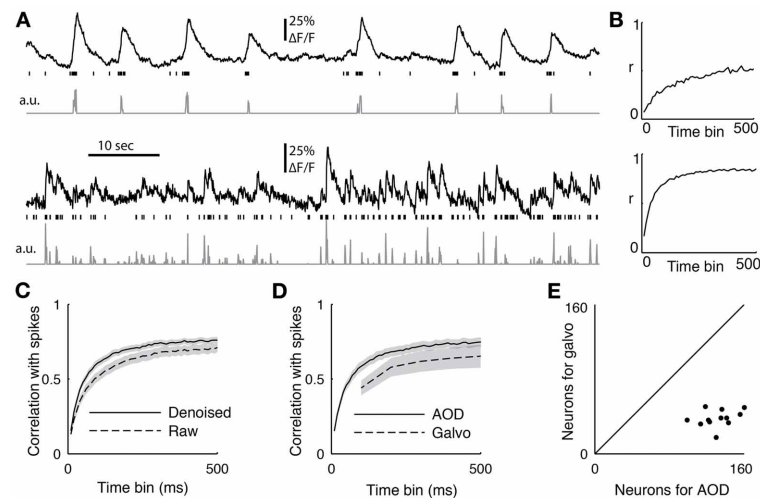 A
25%
ΔF/F
a.u.
10 sec
25%
ΔF/F
a.u.
B
1
r
0
0
Time bin
500
1
r
0
0
Time bin
500
C
Correlation with spikes
1
0.5
0
Denoised
Raw
500
Time bin (ms)
D
Correlation with spikes
1
0.5
0
AOD
Galvo
500
Time bin (ms)
E
160
Neurons for galvo
0
0
160
Neurons for AOD